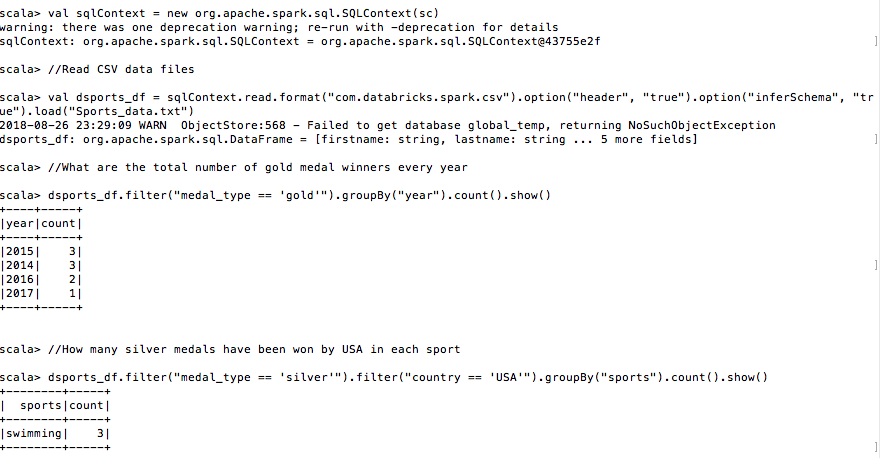 scala> val sqlContext = new org.apache.spark.sql.SQLContext(sc)
warning: there was one deprecation warning; re-run with -deprecation for details
sqlContext: org.apache.spark.sql.SQLContext = org.apache.spark.sql.SQLContext@43755e2f ]
scala> //Read CSV data files
scala> val dsports_df = sqlContext.read.format("com.databricks.spark.csv").option("header", "true").option("inferSchema", "tr
ue").load("Sports_data.txt")
2018-08-26 23:29:09 WARN  ObjectStore:568 - Failed to get database global_temp, returning NoSuchObjectException
dsports_df: org.apache.spark.sql.DataFrame = [firstname: string, lastname: string ... 5 more fields] ]
scala> //What are the total number of gold medal winners every year
scala> dsports_df.filter("medal_type == 'gold'").groupBy("year").count().show()
+----+-----+
|year|count|
+----+-----+
|2015|    3|
|2014|    3| ]
|2016|    2|
|2017|    1|
+----+-----+
scala> //How many silver medals have been won by USA in each sport
scala> dsports_df.filter("medal_type == 'silver'").filter("country == 'USA'").groupBy("sports").count().show()
+--------+-----+
|  sports|count|
+--------+-----+
|swimming|    3|
+--------+-----+ ]